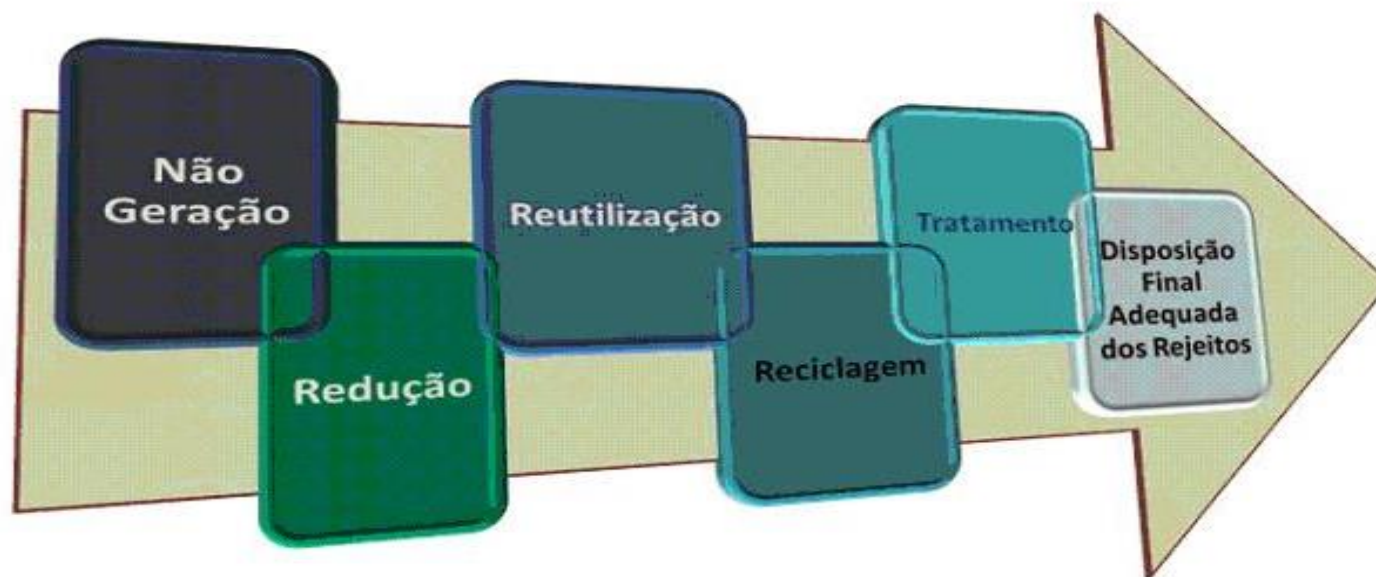 Não
Geração
Redução
Reutilização
Reciclagem
Tratamento
Disposição
Final
Adequada
dos Rejeitos